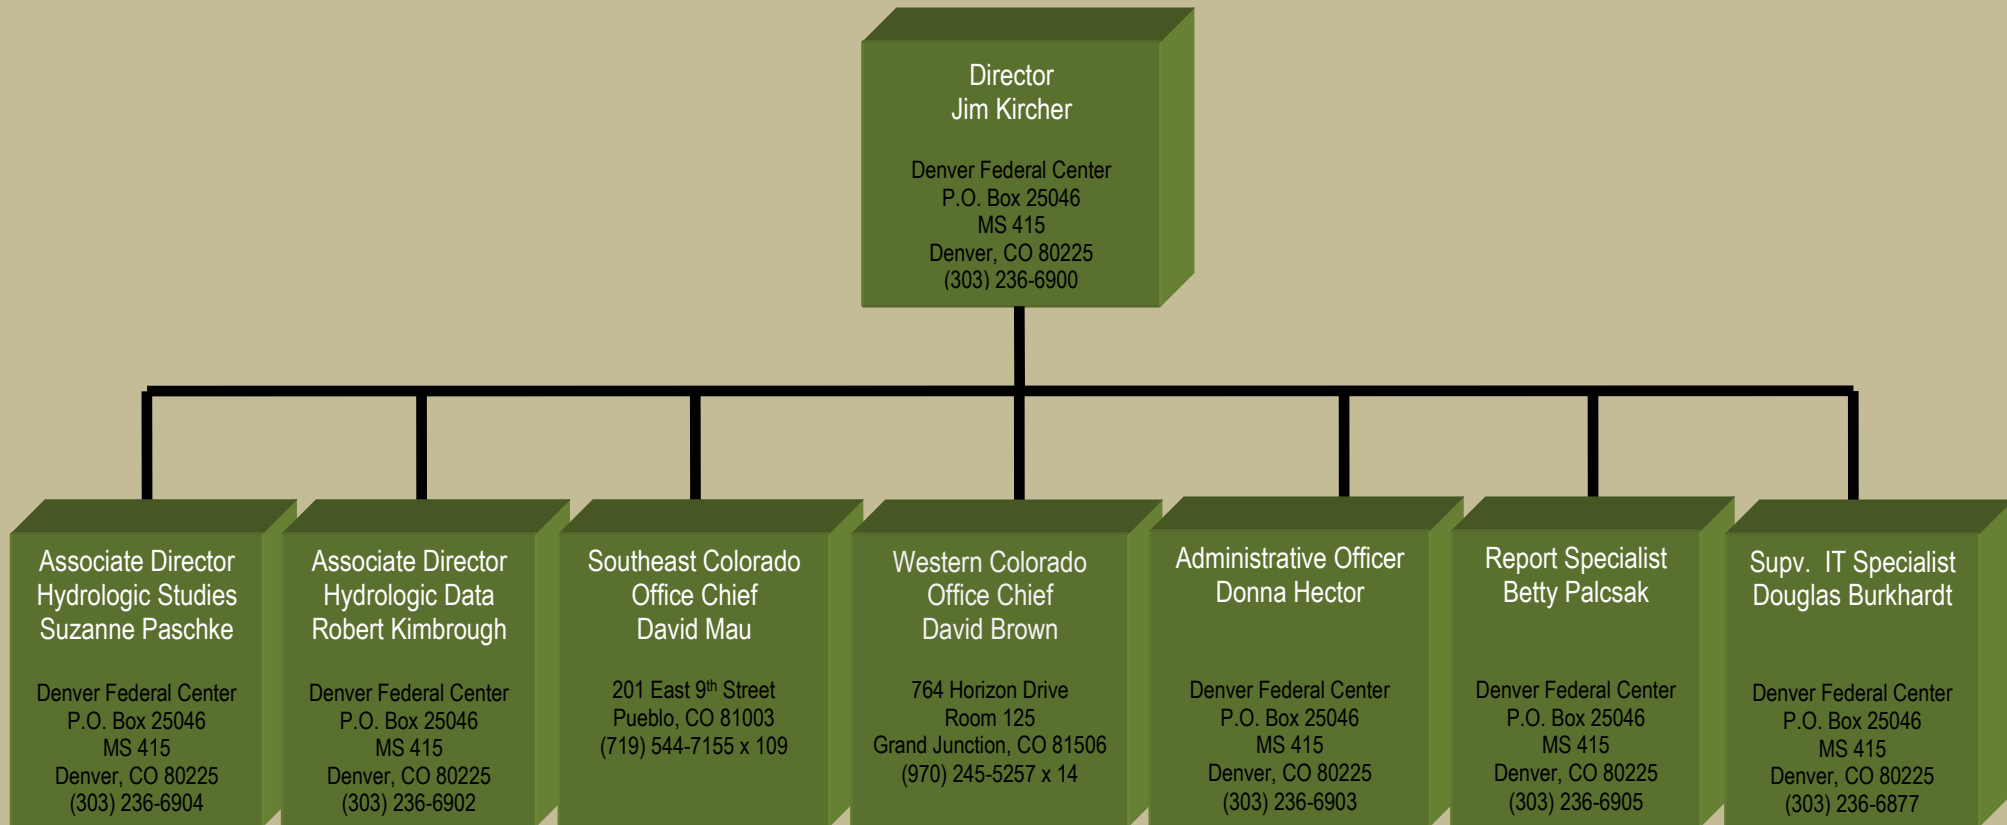 Director
Jim Kircher
Denver Federal Center
P.O. Box 25046
MS 415
Denver, CO 80225
(303) 236-6900
Associate Director
Hydrologic Studies
Suzanne Paschke
Denver Federal Center
P.O. Box 25046
MS 415
Denver, CO 80225
(303) 236-6904
Associate Director
Hydrologic Data
Robert Kimbrough
Denver Federal Center
P.O. Box 25046
MS 415
Denver, CO 80225
(303) 236-6902
Southeast Colorado
Office Chief
David Mau
201 East 9th Street
Pueblo, CO 81003
(719) 544-7155 x 109
Western Colorado
Office Chief
David Brown
764 Horizon Drive
Room 125
Grand Junction, CO 81506
(970) 245-5257 x 14
Administrative Officer
Donna Hector
Denver Federal Center
P.O. Box 25046
MS 415
Denver, CO 80225
(303) 236-6903
Report Specialist
Betty Palcsak
Denver Federal Center
P.O. Box 25046
MS 415
Denver, CO 80225
(303) 236-6905
Supv.  IT Specialist
Douglas Burkhardt
Denver Federal Center
P.O. Box 25046
MS 415
Denver, CO 80225
(303) 236-6877